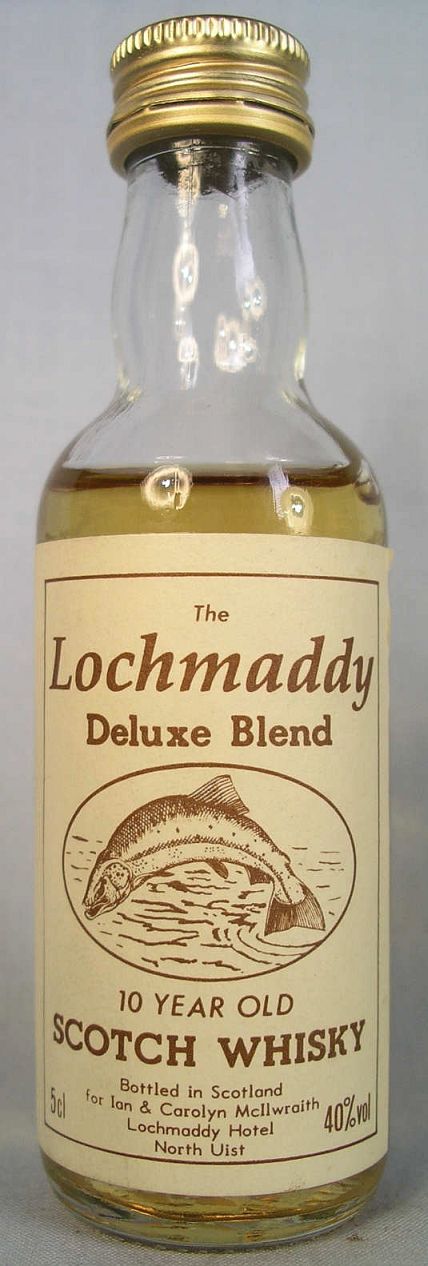 The
Lochmaddy
Deluxe Blend
10 YEAR OLD
SCOTCH WHISKY
Bottled in Scotland
for Ian & Carolyn McIlwraith
Lochmaddy Hotel
North Uist
5cl
40%vol